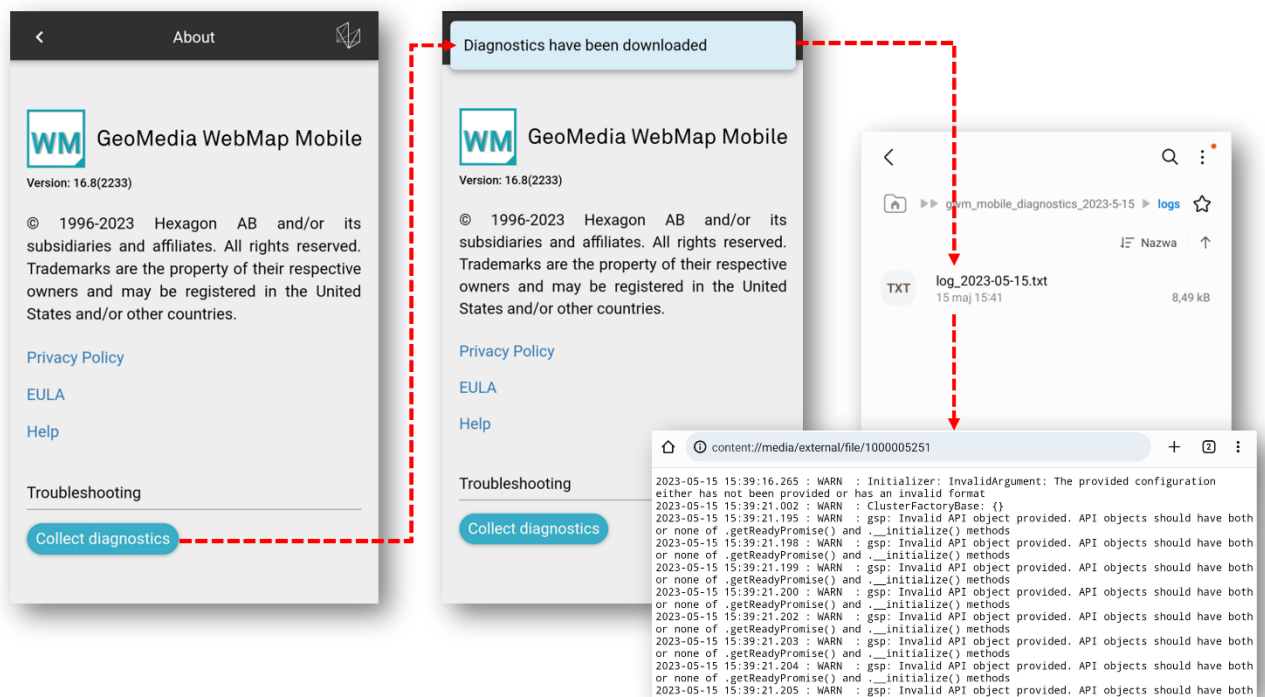 About
WM
GeoMedia WebMap Mobile
Version: 16.8(2233)
© 1996-2023 Hexagon AB and/or its
subsidiaries and affiliates. All rights reserved.
Trademarks are the property of their respective
owners and may be registered in the United
States and/or other countries.
Privacy Policy
EULA
Help
Troubleshooting
Collect diagnostics
Diagnostics have been downloaded
WM
GeoMedia WebMap Mobile
Version: 16.8(2233)
© 1996-2023 Hexagon AB and/or its
subsidiaries and affiliates. All rights reserved.
Trademarks are the property of their respective
owners and may be registered in the United
States and/or other countries.
Privacy Policy
EULA
Help
Troubleshooting
Collect diagnostics
gwm_mobile_diagnostics_2023-5-15 logs
Nazwa
TXT
log_2023-05-15.txt
15 maj 15:41
8,49 kB
content://media/external/file/1000005251
2
2023-05-15 15:39:16.265 : WARN  : Initializer: InvalidArgument: The provided configuration
either has not been provided or has an invalid format
2023-05-15 15:39:21.002 : WARN  : ClusterFactoryBase: {}
2023-05-15 15:39:21.195 : WARN  : gsp: Invalid API object provided. API objects should have both
or none of .getReadyPromise() and .__initialize() methods
2023-05-15 15:39:21.198 : WARN  : gsp: Invalid API object provided. API objects should have both
or none of .getReadyPromise() and .__initialize() methods
2023-05-15 15:39:21.199 : WARN  : gsp: Invalid API object provided. API objects should have both
or none of .getReadyPromise() and .__initialize() methods
2023-05-15 15:39:21.200 : WARN  : gsp: Invalid API object provided. API objects should have both
or none of .getReadyPromise() and .__initialize() methods
2023-05-15 15:39:21.202 : WARN  : gsp: Invalid API object provided. API objects should have both
or none of .getReadyPromise() and .__initialize() methods
2023-05-15 15:39:21.203 : WARN  : gsp: Invalid API object provided. API objects should have both
or none of .getReadyPromise() and .__initialize() methods
2023-05-15 15:39:21.204 : WARN  : gsp: Invalid API object provided. API objects should have both
or none of .getReadyPromise() and .__initialize() methods
2023-05-15 15:39:21.205 : WARN  : gsp: Invalid API object provided. API objects should have both